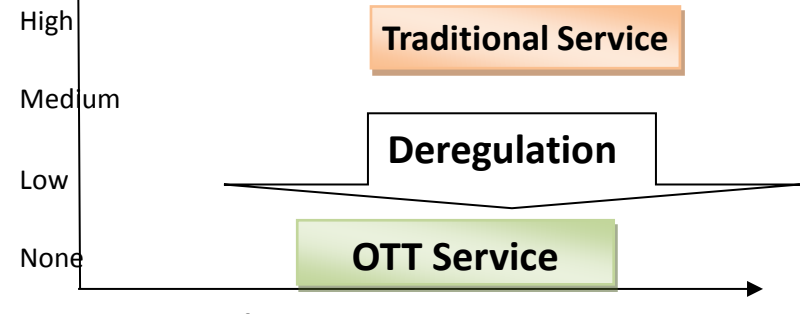 High
Traditional Service
Medium
Deregulation
Low
OTT Service
None